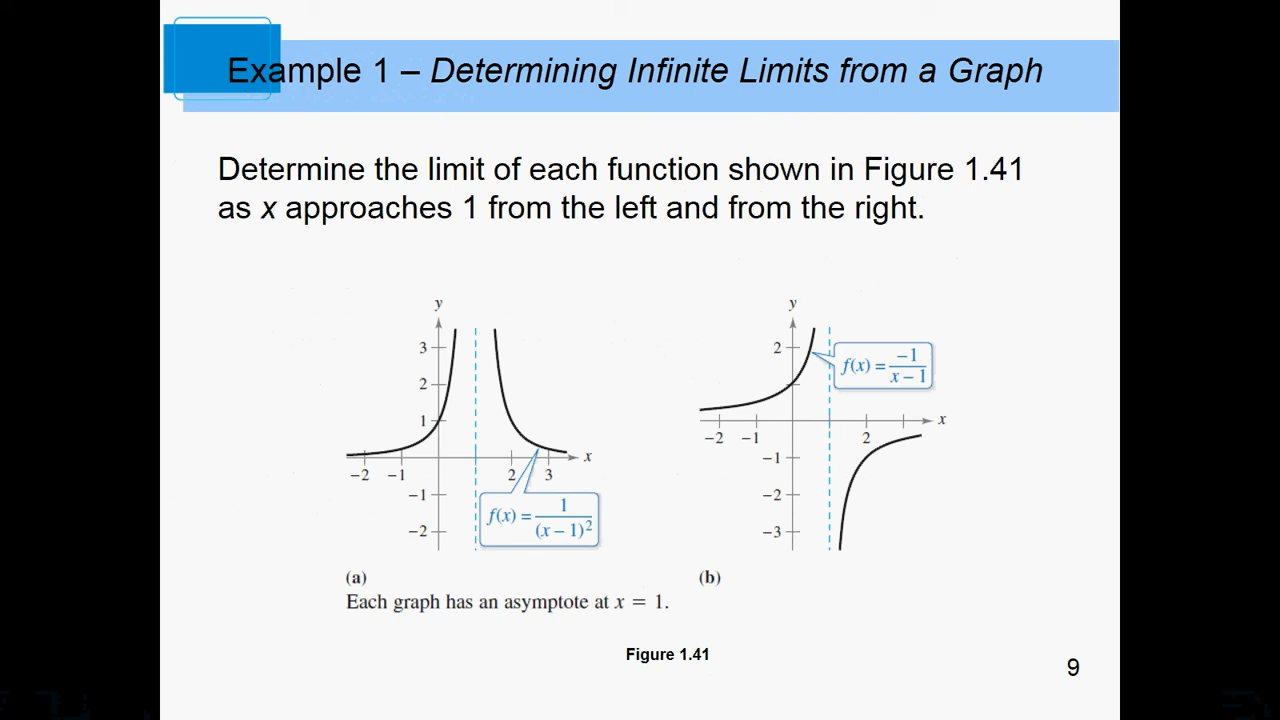 Example 1 – Determining Infinite Limits from a Graph
Determine the limit of each function shown in Figure 1.41
as x approaches 1 from the left and from the right.
y
3
2
1
x
−2 −1 2 3
−1
−2
f(x) = 1/(x − 1)²
(a)
Each graph has an asymptote at x = 1.
y
2
f(x) = −1/(x − 1)
x
−2 −1 2
−1
−2
−3
(b)
Figure 1.41
9